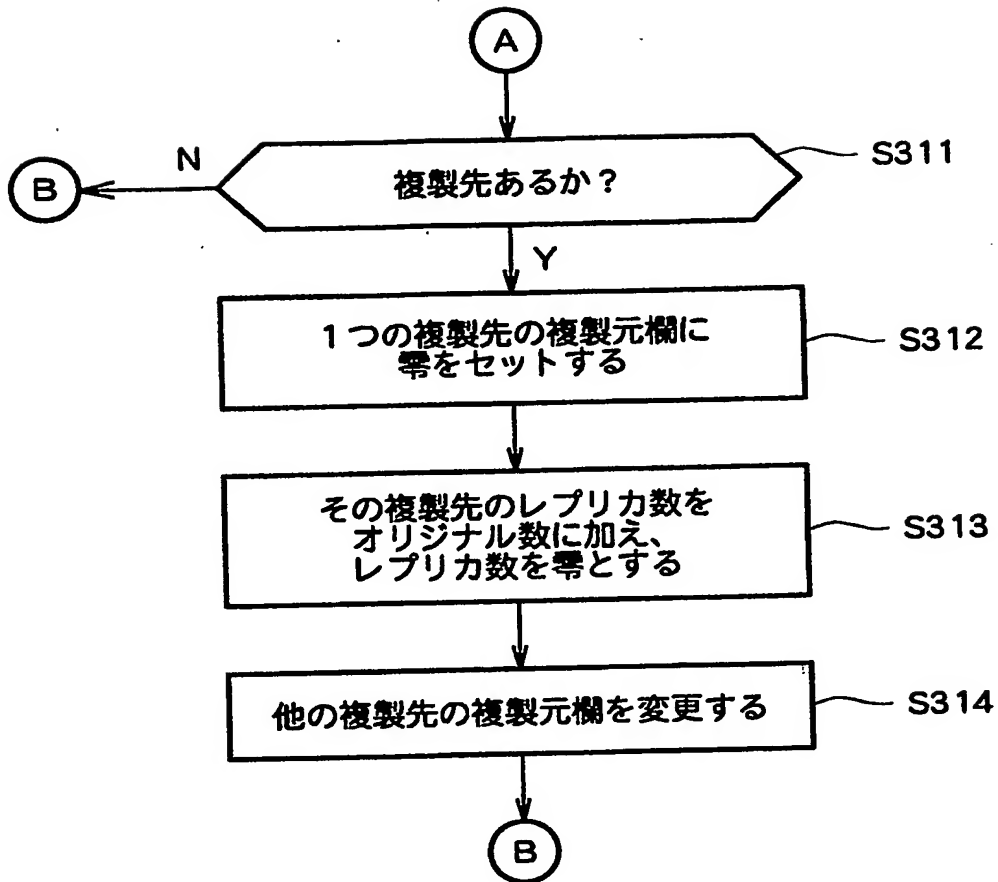 A
複製先あるか？
S311
N
B
Y
１つの複製先の複製元欄に
零をセットする
S312
その複製先のレプリカ数を
オリジナル数に加え、
レプリカ数を零とする
S313
他の複製先の複製元欄を変更する
S314
B